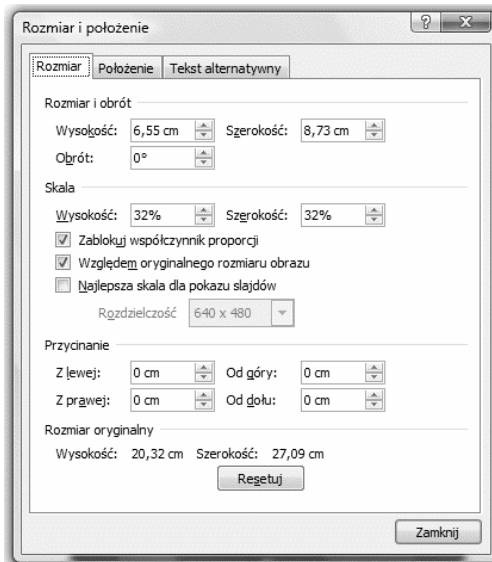 Rozmiar i położenie
Rozmiar Położenie Tekst alternatywny
Rozmiar i obrót
Wysokość: 6,55 cm Szerokość: 8,73 cm
Obrót: 0°
Skala
Wysokość: 32% Szerokość: 32%
Zablokuj współczynnik proporcji
Względem oryginalnego rozmiaru obrazu
Najlepsza skala dla pokazu slajdów
Rozdzielczość 640 x 480
Przycinanie
Z lewej: 0 cm Od góry: 0 cm
Z prawej: 0 cm Od dołu: 0 cm
Rozmiar oryginalny
Wysokość: 20,32 cm Szerokość: 27,09 cm
Resetuj
Zamknij